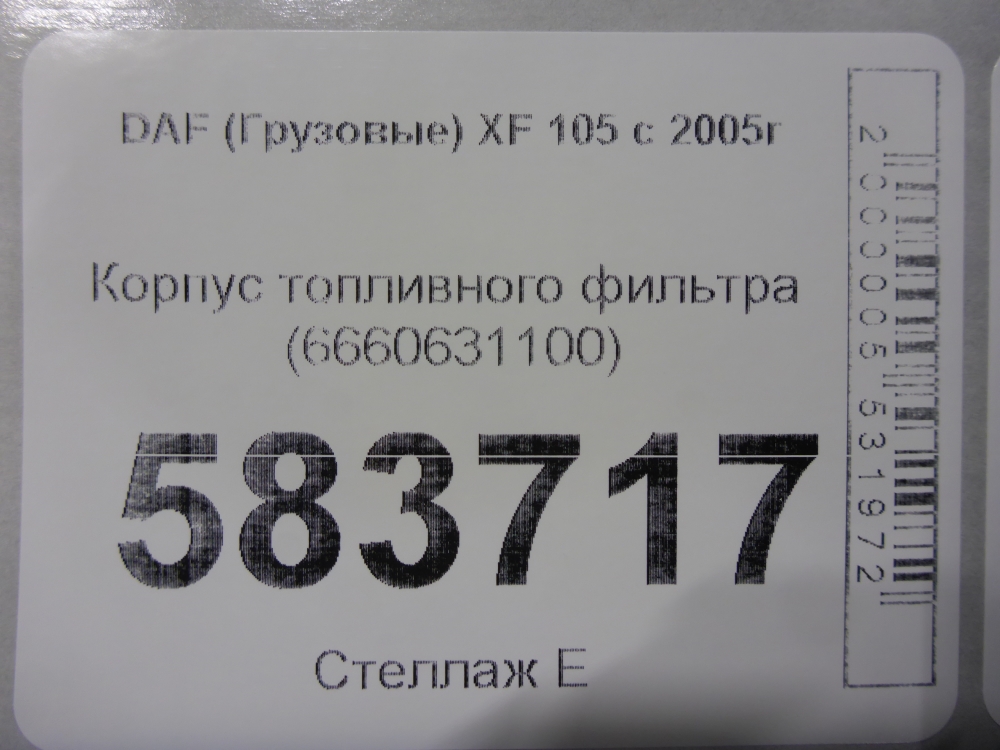 DAF (Грузовые) XF 105 с 2005г
Корпус топливного фильтра
(6660631100)
583717
Стеллаж Е
2000005531972